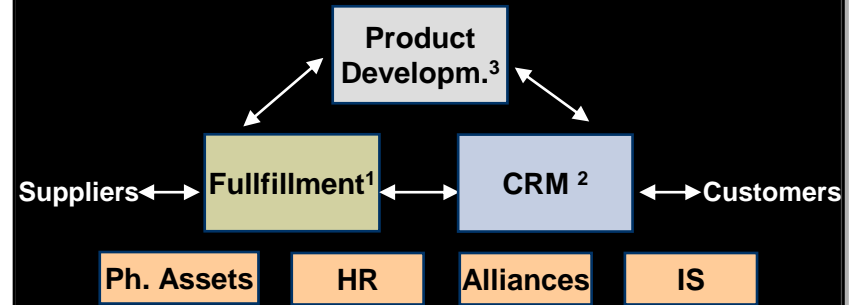 Product
Developm.³
Suppliers Fullfillment¹ CRM ² Customers
Ph. Assets HR Alliances IS